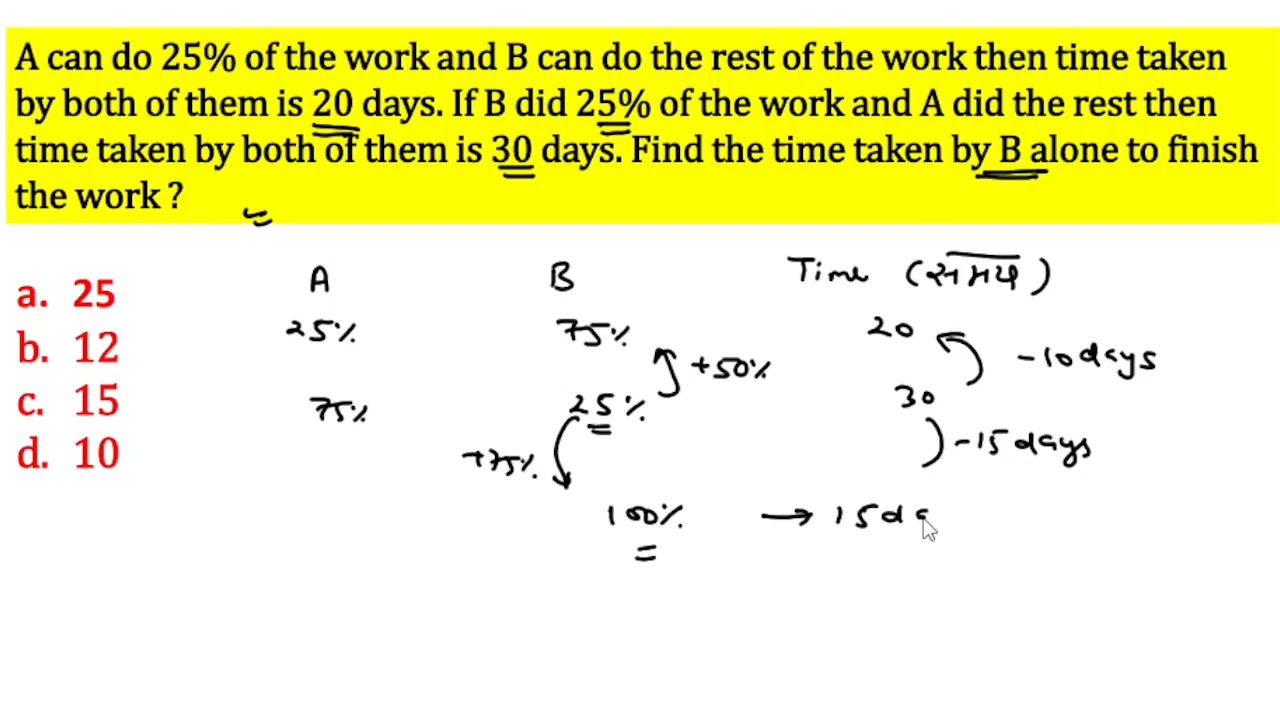 A can do 25% of the work and B can do the rest of the work then time taken
by both of them is 20 days. If B did 25% of the work and A did the rest then
time taken by both of them is 30 days. Find the time taken by B alone to finish
the work ?
A B Time (समय)
a. 25
25% 75% 20
b. 12
+50% -10 days
c. 15
75% 25% 30
d. 10
+75% -15 days
100% → 15 da